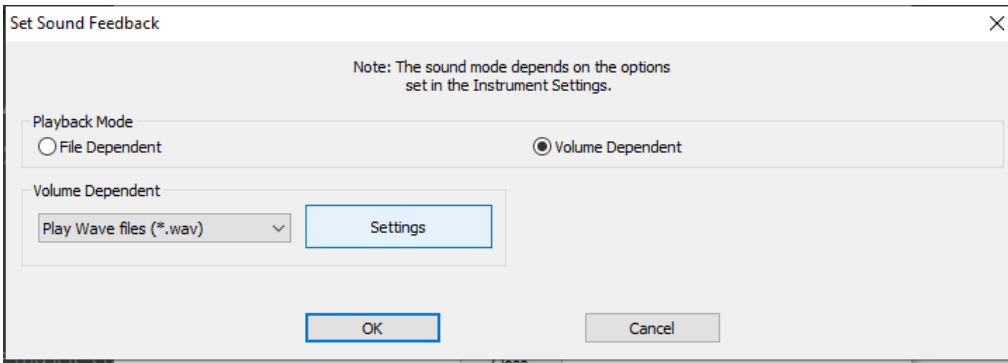 Set Sound Feedback
Note: The sound mode depends on the options
set in the Instrument Settings.
Playback Mode
File Dependent
Volume Dependent
Volume Dependent
Play Wave files (*.wav)
Settings
OK
Cancel